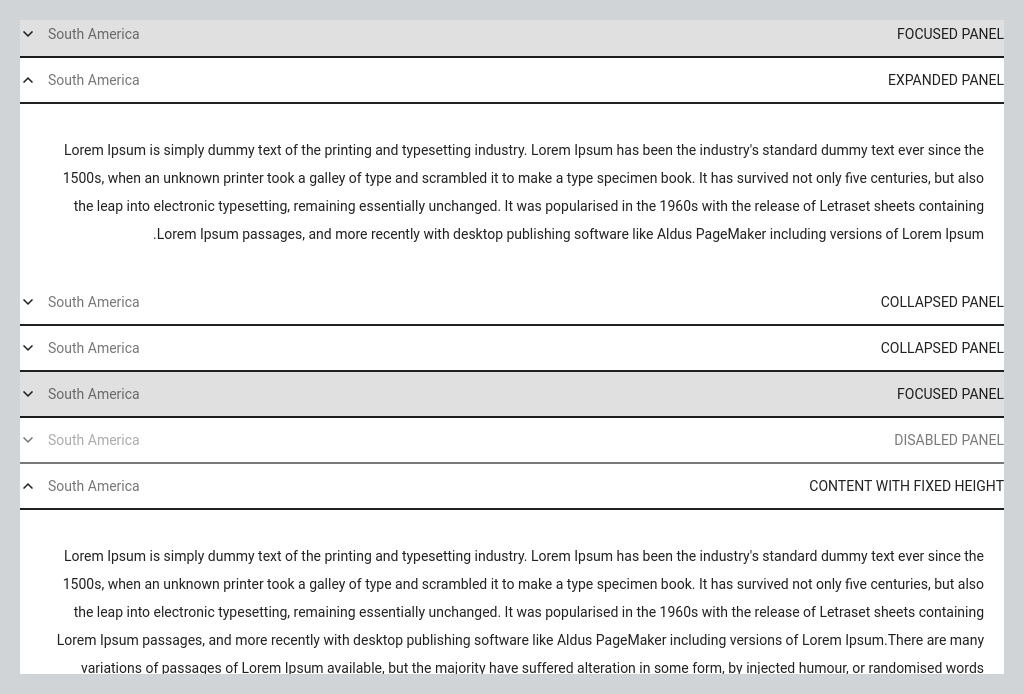 FOCUSED PANEL South America
EXPANDED PANEL South America
Lorem Ipsum is simply dummy text of the printing and typesetting industry. Lorem Ipsum has been the industry's standard dummy text ever since the
1500s, when an unknown printer took a galley of type and scrambled it to make a type specimen book. It has survived not only five centuries, but also
the leap into electronic typesetting, remaining essentially unchanged. It was popularised in the 1960s with the release of Letraset sheets containing
.Lorem Ipsum passages, and more recently with desktop publishing software like Aldus PageMaker including versions of Lorem Ipsum
COLLAPSED PANEL South America
COLLAPSED PANEL South America
FOCUSED PANEL South America
DISABLED PANEL South America
CONTENT WITH FIXED HEIGHT South America
Lorem Ipsum is simply dummy text of the printing and typesetting industry. Lorem Ipsum has been the industry's standard dummy text ever since the
1500s, when an unknown printer took a galley of type and scrambled it to make a type specimen book. It has survived not only five centuries, but also
the leap into electronic typesetting, remaining essentially unchanged. It was popularised in the 1960s with the release of Letraset sheets containing
Lorem Ipsum passages, and more recently with desktop publishing software like Aldus PageMaker including versions of Lorem Ipsum.There are many
variations of passages of Lorem Ipsum available, but the majority have suffered alteration in some form, by injected humour, or randomised words